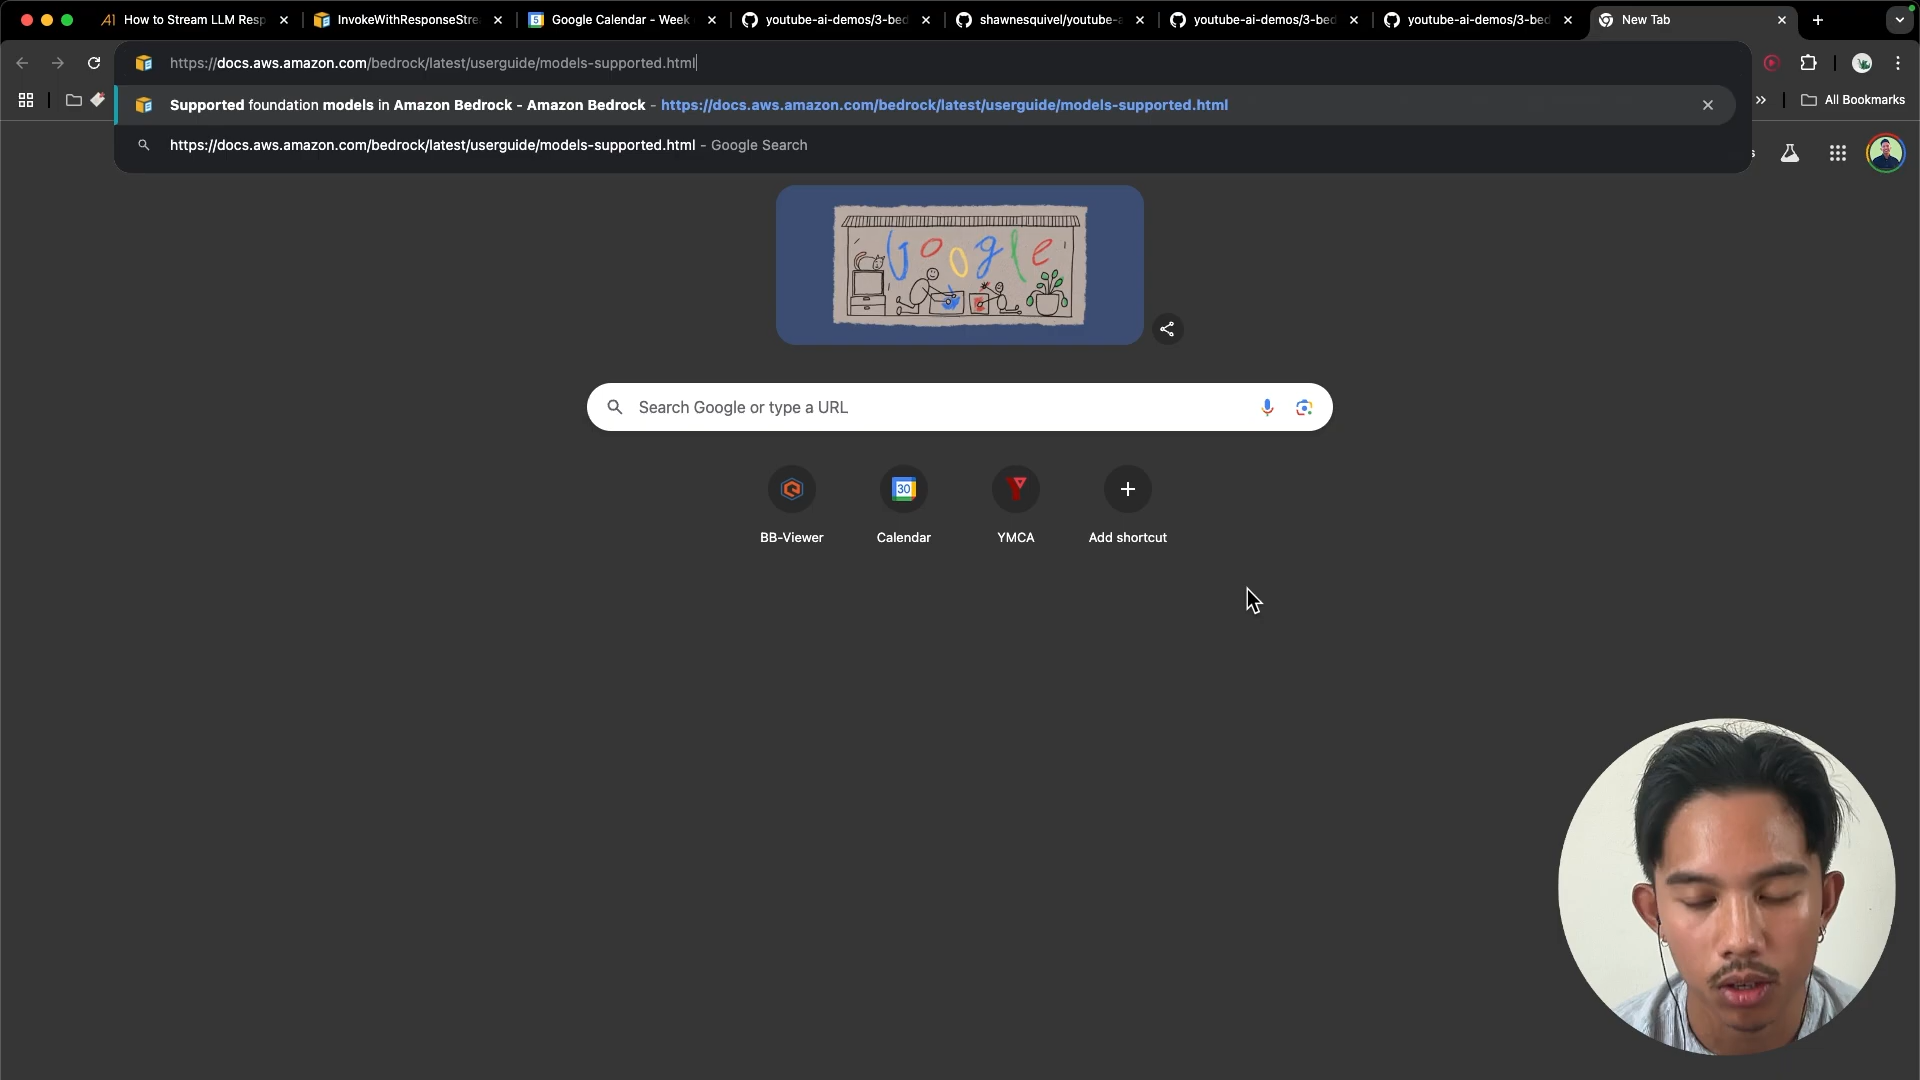 How to Stream LLM Resp
InvokeWithResponseStre
5
Google Calendar - Week
youtube-ai-demos/3-bed
shawnesquivel/youtube-a
youtube-ai-demos/3-bed
youtube-ai-demos/3-bed
New Tab
https://docs.aws.amazon.com/bedrock/latest/userguide/models-supported.html
All Bookmarks
Supported foundation models in Amazon Bedrock - Amazon Bedrock - https://docs.aws.amazon.com/bedrock/latest/userguide/models-supported.html
https://docs.aws.amazon.com/bedrock/latest/userguide/models-supported.html - Google Search
Google
Search Google or type a URL
30
BB-Viewer
Calendar
YMCA
Add shortcut